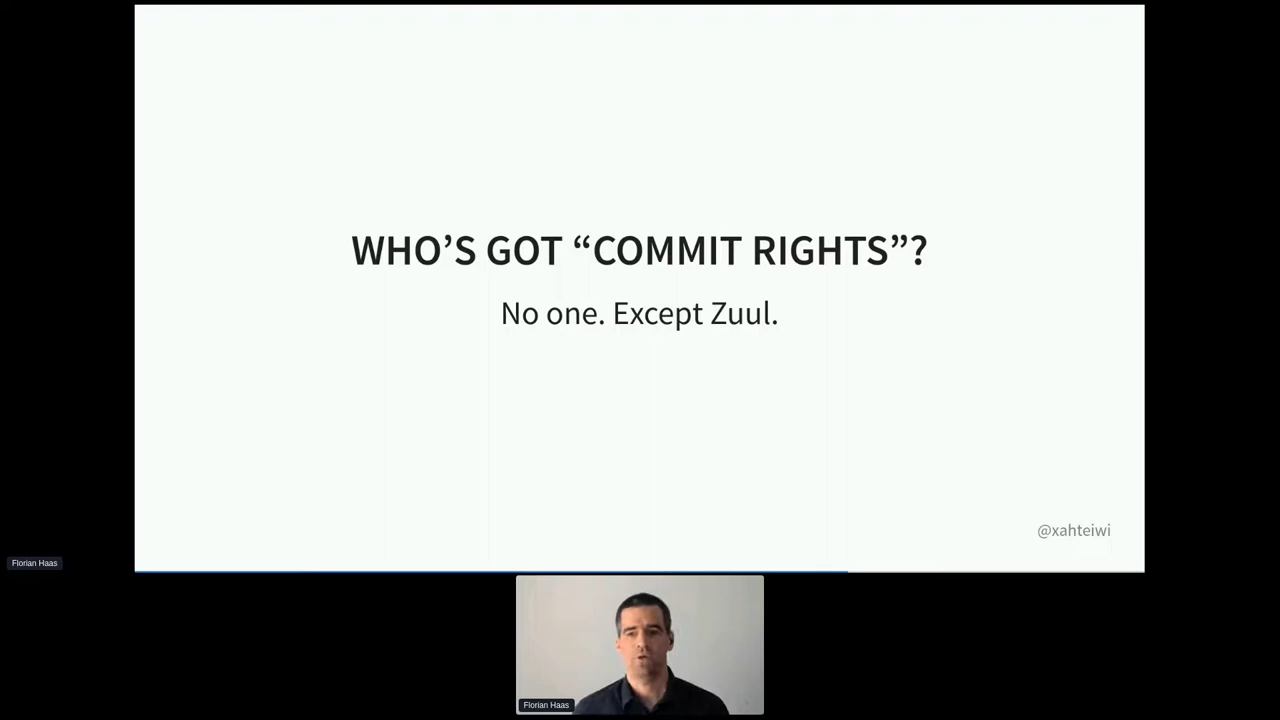 WHO’S GOT “COMMIT RIGHTS”?
No one. Except Zuul.
@xahteiwi
Florian Haas
Florian Haas